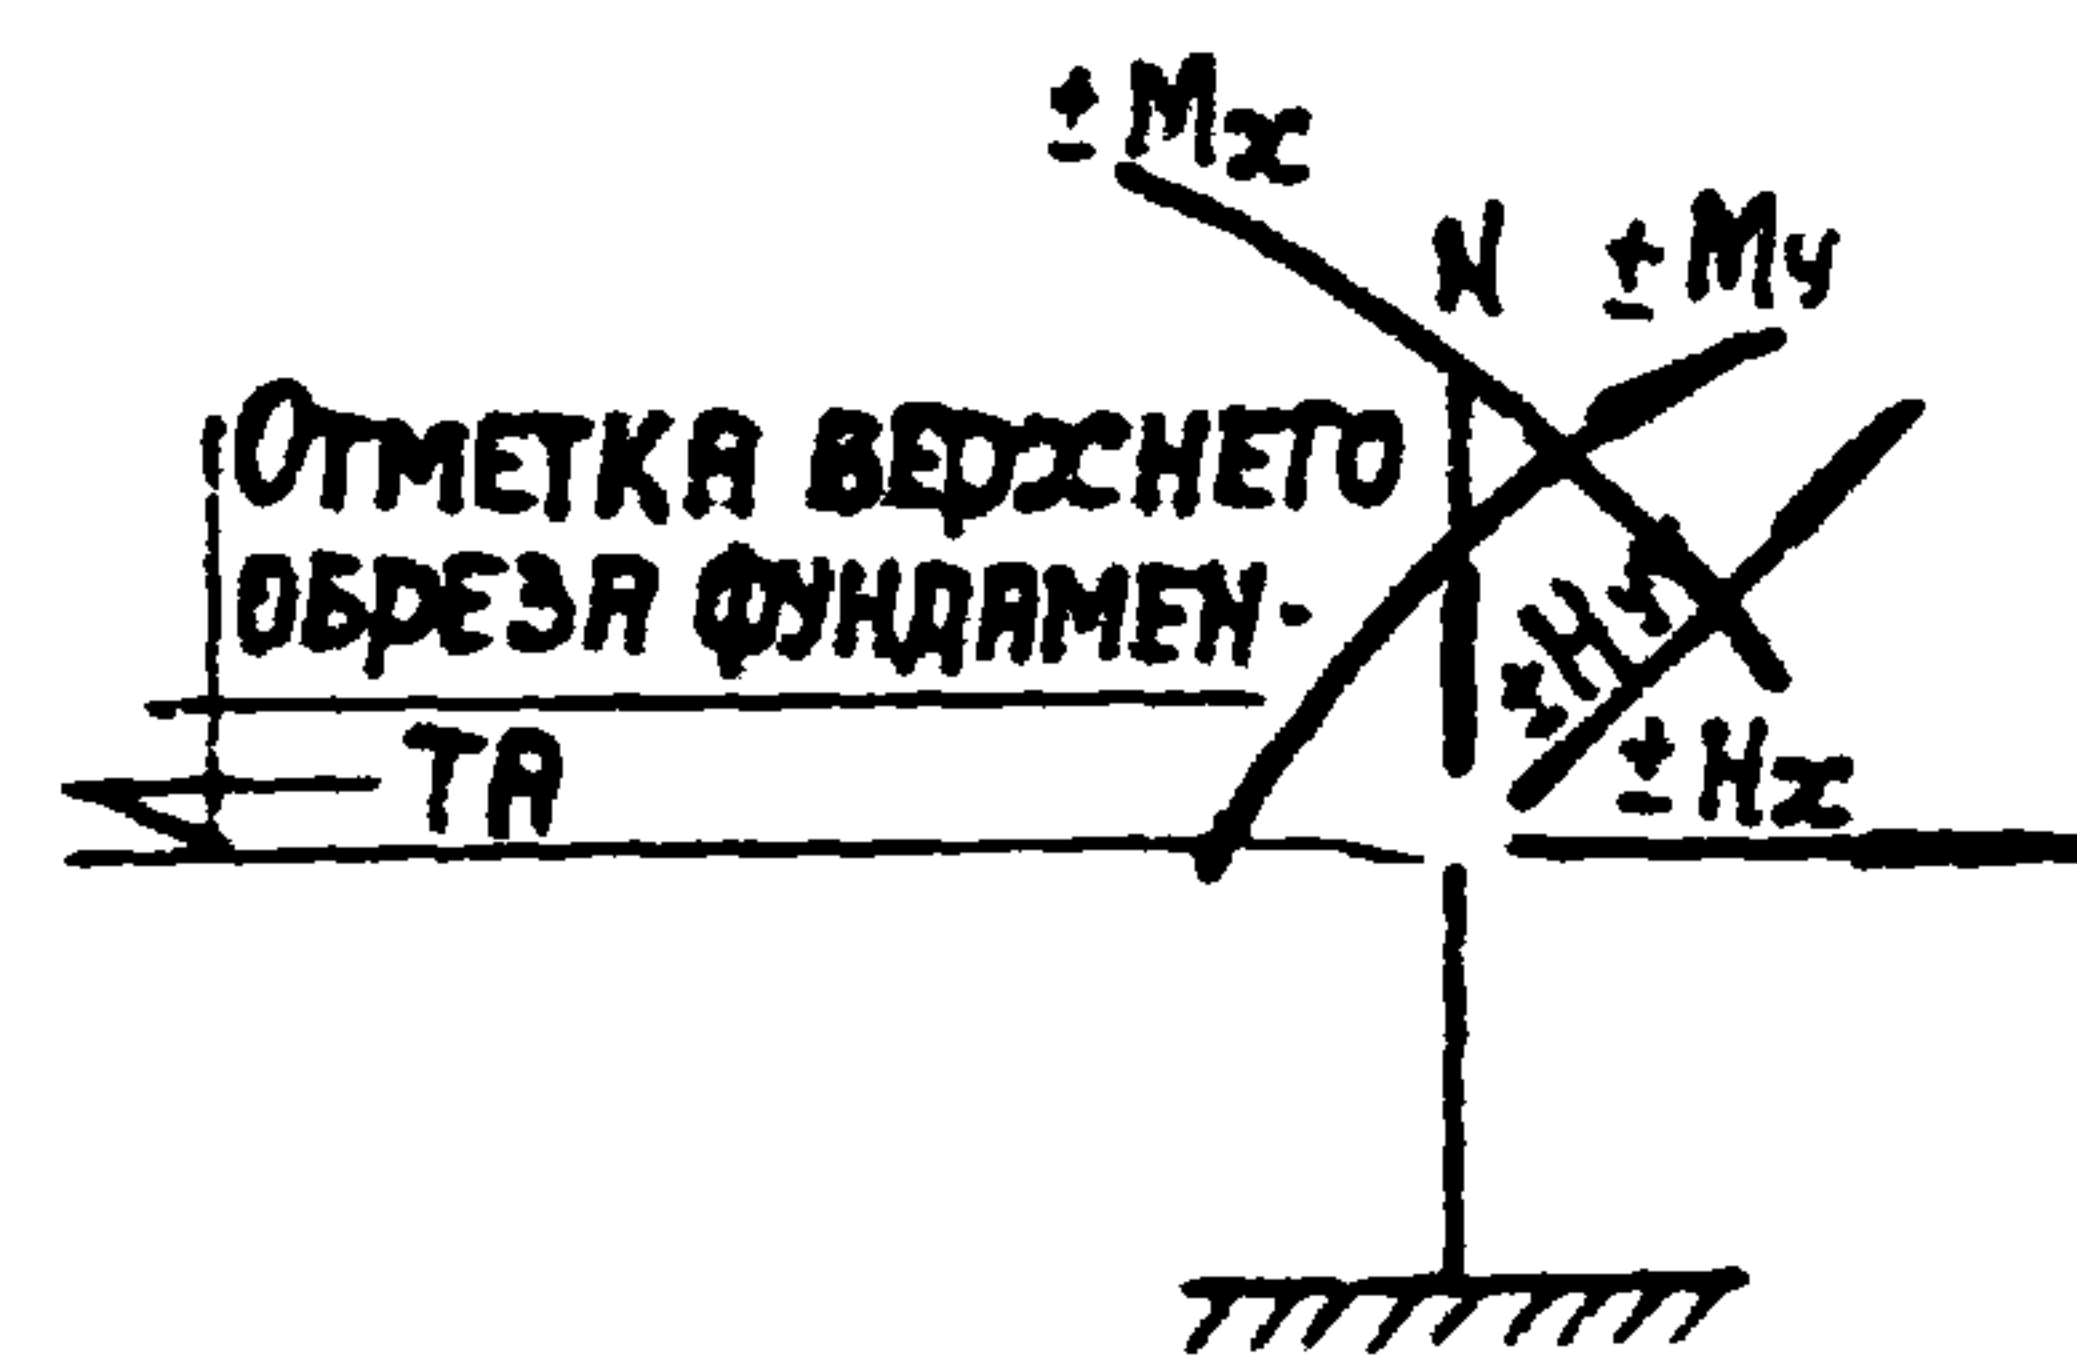 ±Mx
N ±My
Отметка верхнего
обреза фундамен-
та
±Hy
±Hx